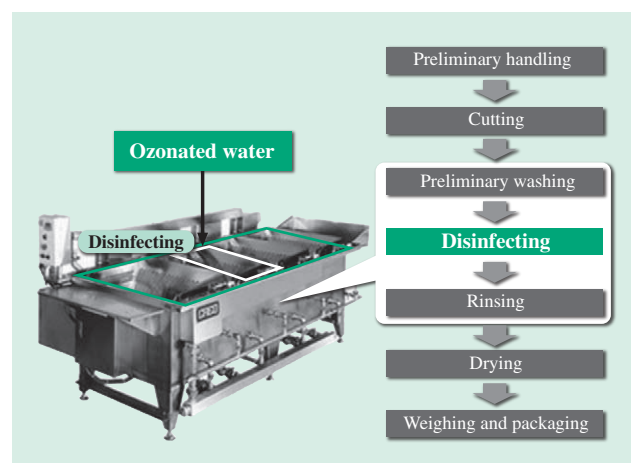 Preliminary handling
Cutting
Ozonated water
Preliminary washing
Disinfecting
Disinfecting
Rinsing
Drying
Weighing and packaging